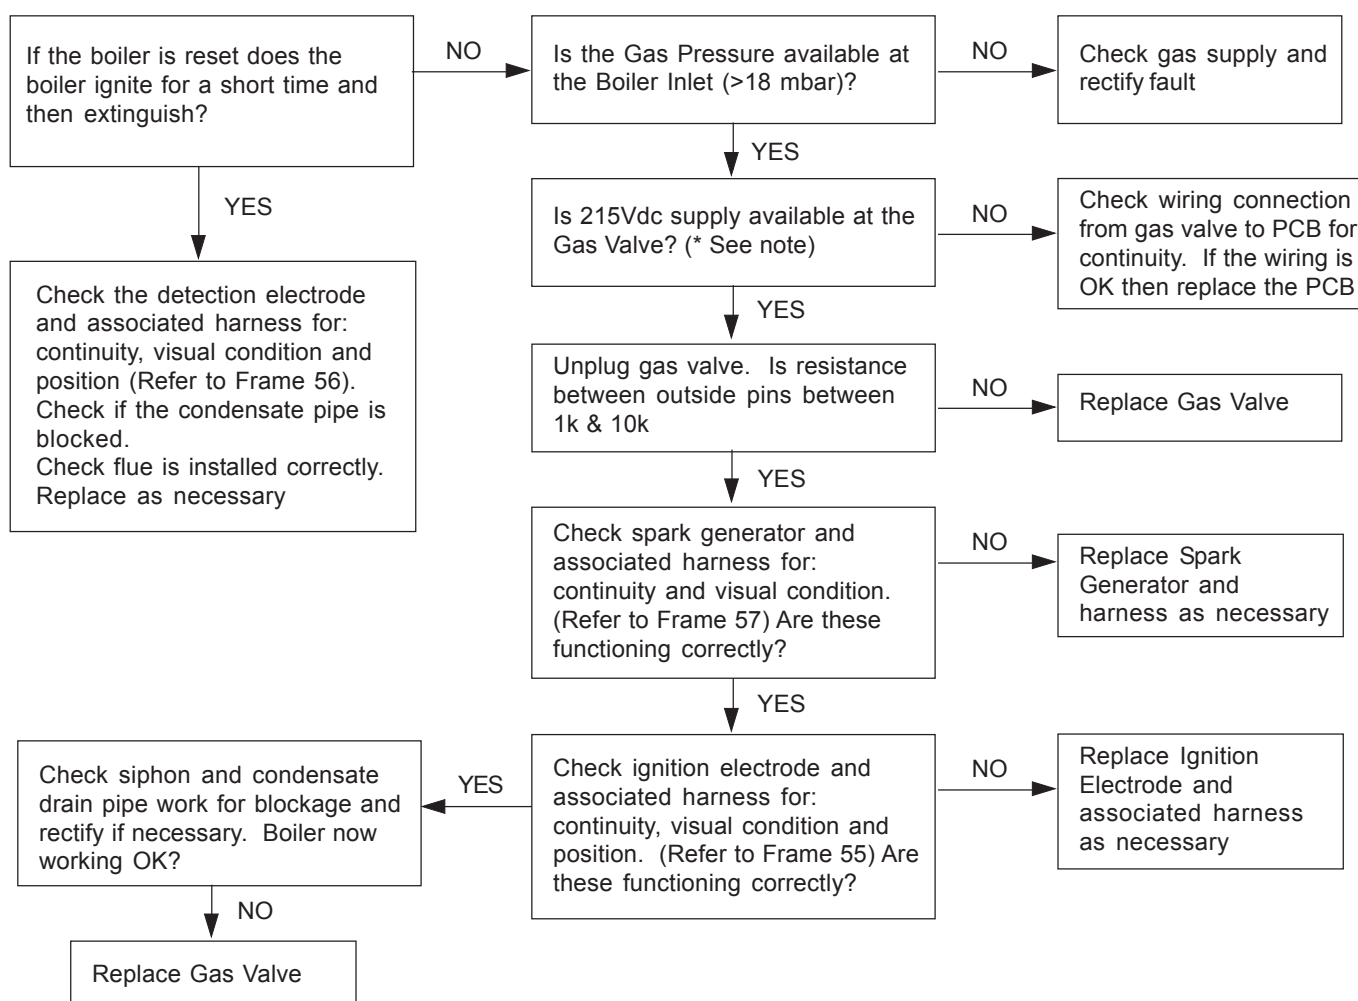 If the boiler is reset does the
boiler ignite for a short time and
then extinguish?
NO
Is the Gas Pressure available at
the Boiler Inlet (>18 mbar)?
NO
Check gas supply and
rectify fault
YES
YES
Is 215Vdc supply available at the
Gas Valve? (* See note)
NO
Check wiring connection
from gas valve to PCB for
continuity. If the wiring is
OK then replace the PCB
Check the detection electrode
and associated harness for:
continuity, visual condition and
position (Refer to Frame 56).
Check if the condensate pipe is
blocked.
Check flue is installed correctly.
Replace as necessary
YES
Unplug gas valve. Is resistance
between outside pins between
1k & 10k
NO
Replace Gas Valve
YES
Check spark generator and
associated harness for:
continuity and visual condition.
(Refer to Frame 57) Are these
functioning correctly?
NO
Replace Spark
Generator and
harness as necessary
YES
Check ignition electrode and
associated harness for:
continuity, visual condition and
position. (Refer to Frame 55) Are
these functioning correctly?
NO
Replace Ignition
Electrode and
associated harness
as necessary
YES
Check siphon and condensate
drain pipe work for blockage and
rectify if necessary. Boiler now
working OK?
NO
Replace Gas Valve